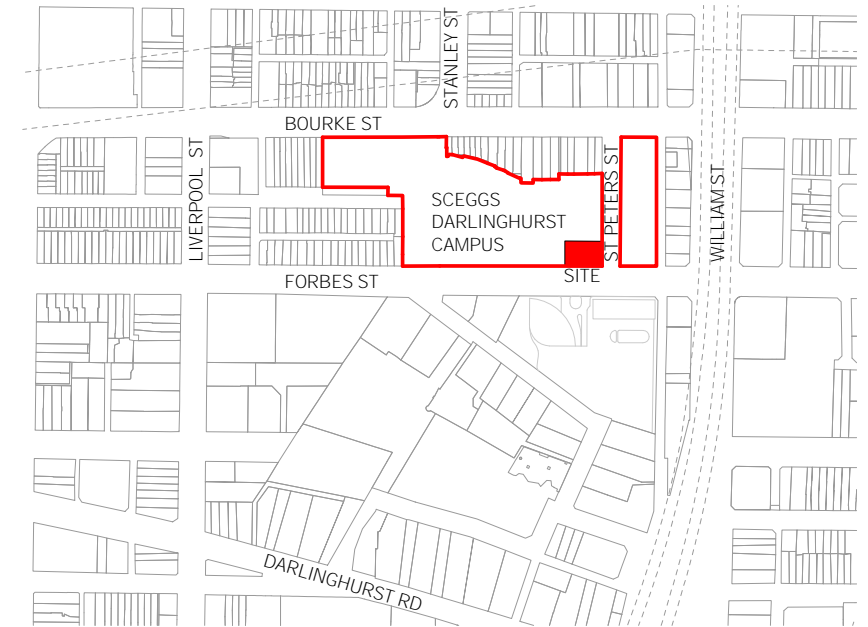 STANLEY ST
BOURKE ST
LIVERPOOL ST
SCEGGS
DARLINGHURST
CAMPUS
ST PETERS ST
WILLIAM ST
SITE
FORBES ST
DARLINGHURST RD